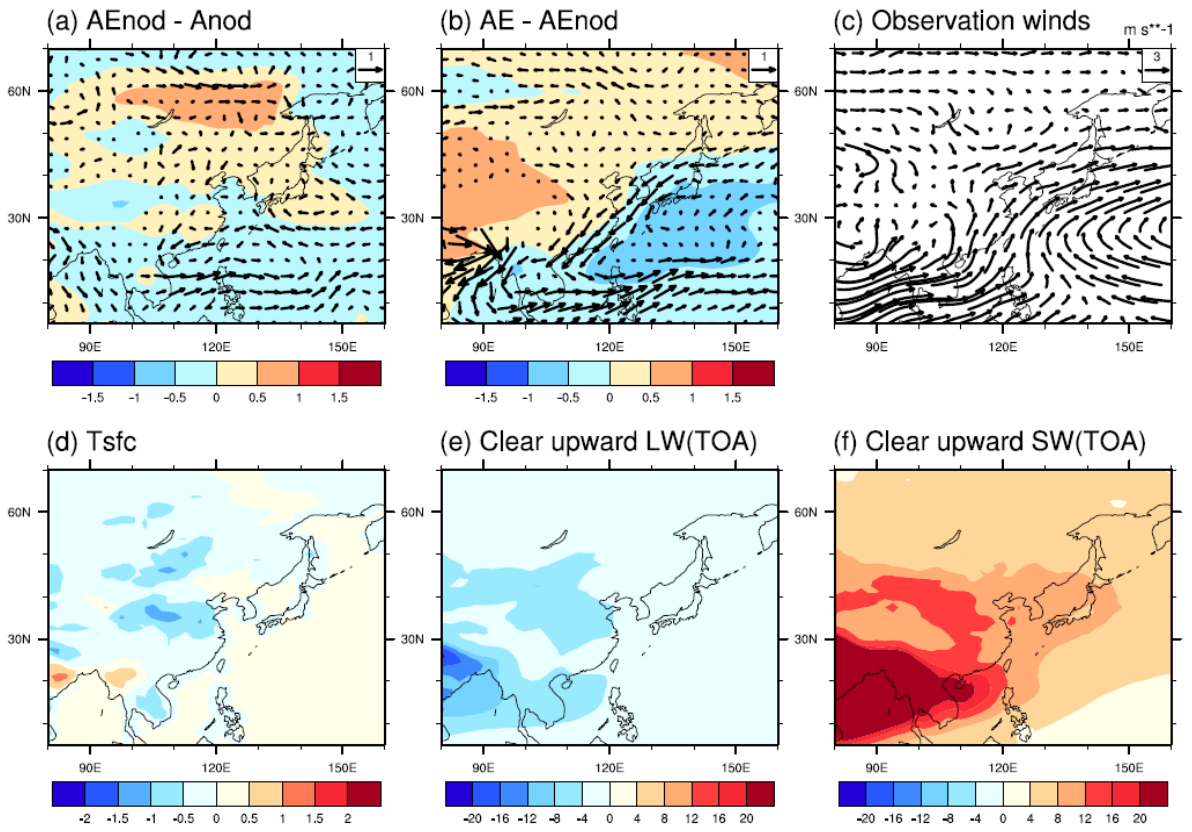 (a) AEnod - Anod
(b) AE - AEnod
(c) Observation winds
m s**-1
1
1
3
60N
30N
90E 120E 150E
90E 120E 150E
60N
30N
90E 120E 150E
-1.5 -1 -0.5 0 0.5 1 1.5
-1.5 -1 -0.5 0 0.5 1 1.5
(d) Tsfc
(e) Clear upward LW(TOA)
(f) Clear upward SW(TOA)
60N
30N
90E 120E 150E
60N
30N
90E 120E 150E
60N
30N
90E 120E 150E
-2 -1.5 -1 -0.5 0 0.5 1 1.5 2
-20 -16 -12 -8 -4 0 4 8 12 16 20
-20 -16 -12 -8 -4 0 4 8 12 16 20